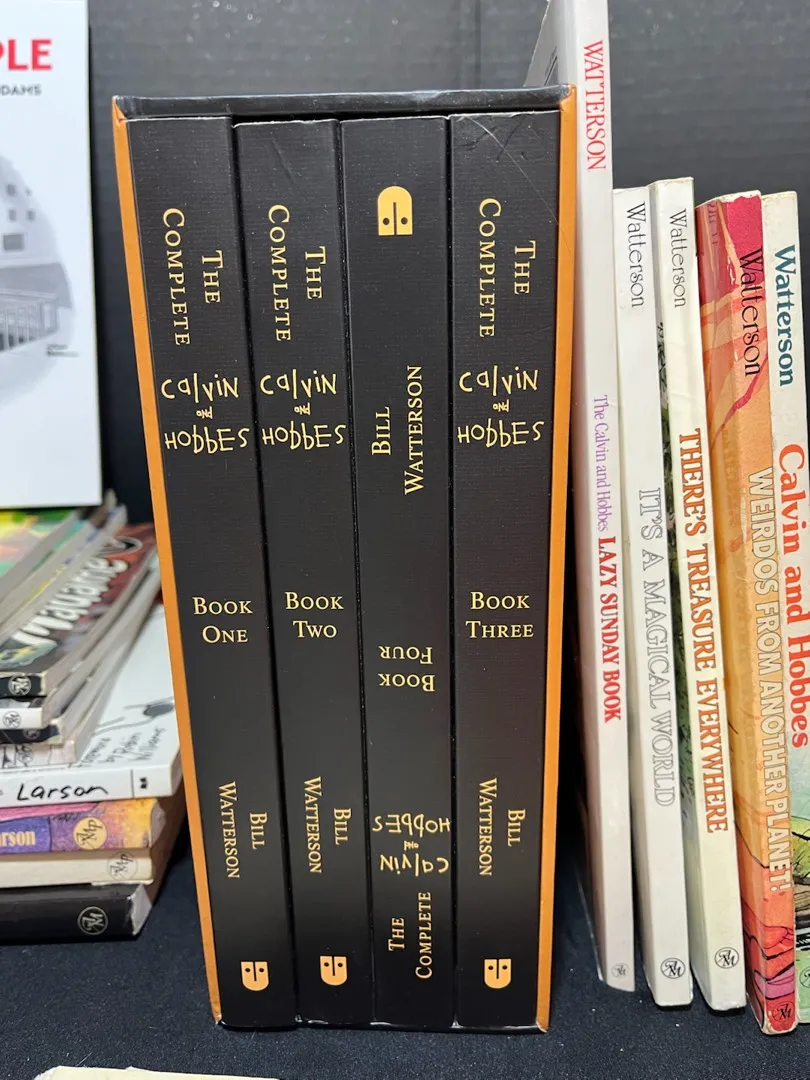 PLE
DAMS
Larson
THE
COMPLETE
CALVIN
and
HOBBES
BOOK
ONE
BILL
WATTERSON
THE
COMPLETE
CALVIN
and
HOBBES
BOOK
TWO
BILL
WATTERSON
THE
COMPLETE
CALVIN
and
HOBBES
BOOK
FOUR
BILL
WATTERSON
THE
COMPLETE
CALVIN
and
HOBBES
BOOK
THREE
BILL
WATTERSON
WATTERSON
The Calvin and Hobbes LAZY SUNDAY BOOK
Watterson
IT'S A MAGICAL WORLD
Watterson
THERE'S TREASURE EVERYWHERE
Watterson
WEIRDOS FROM ANOTHER PLANET!
Watterson
Calvin and Hobbes